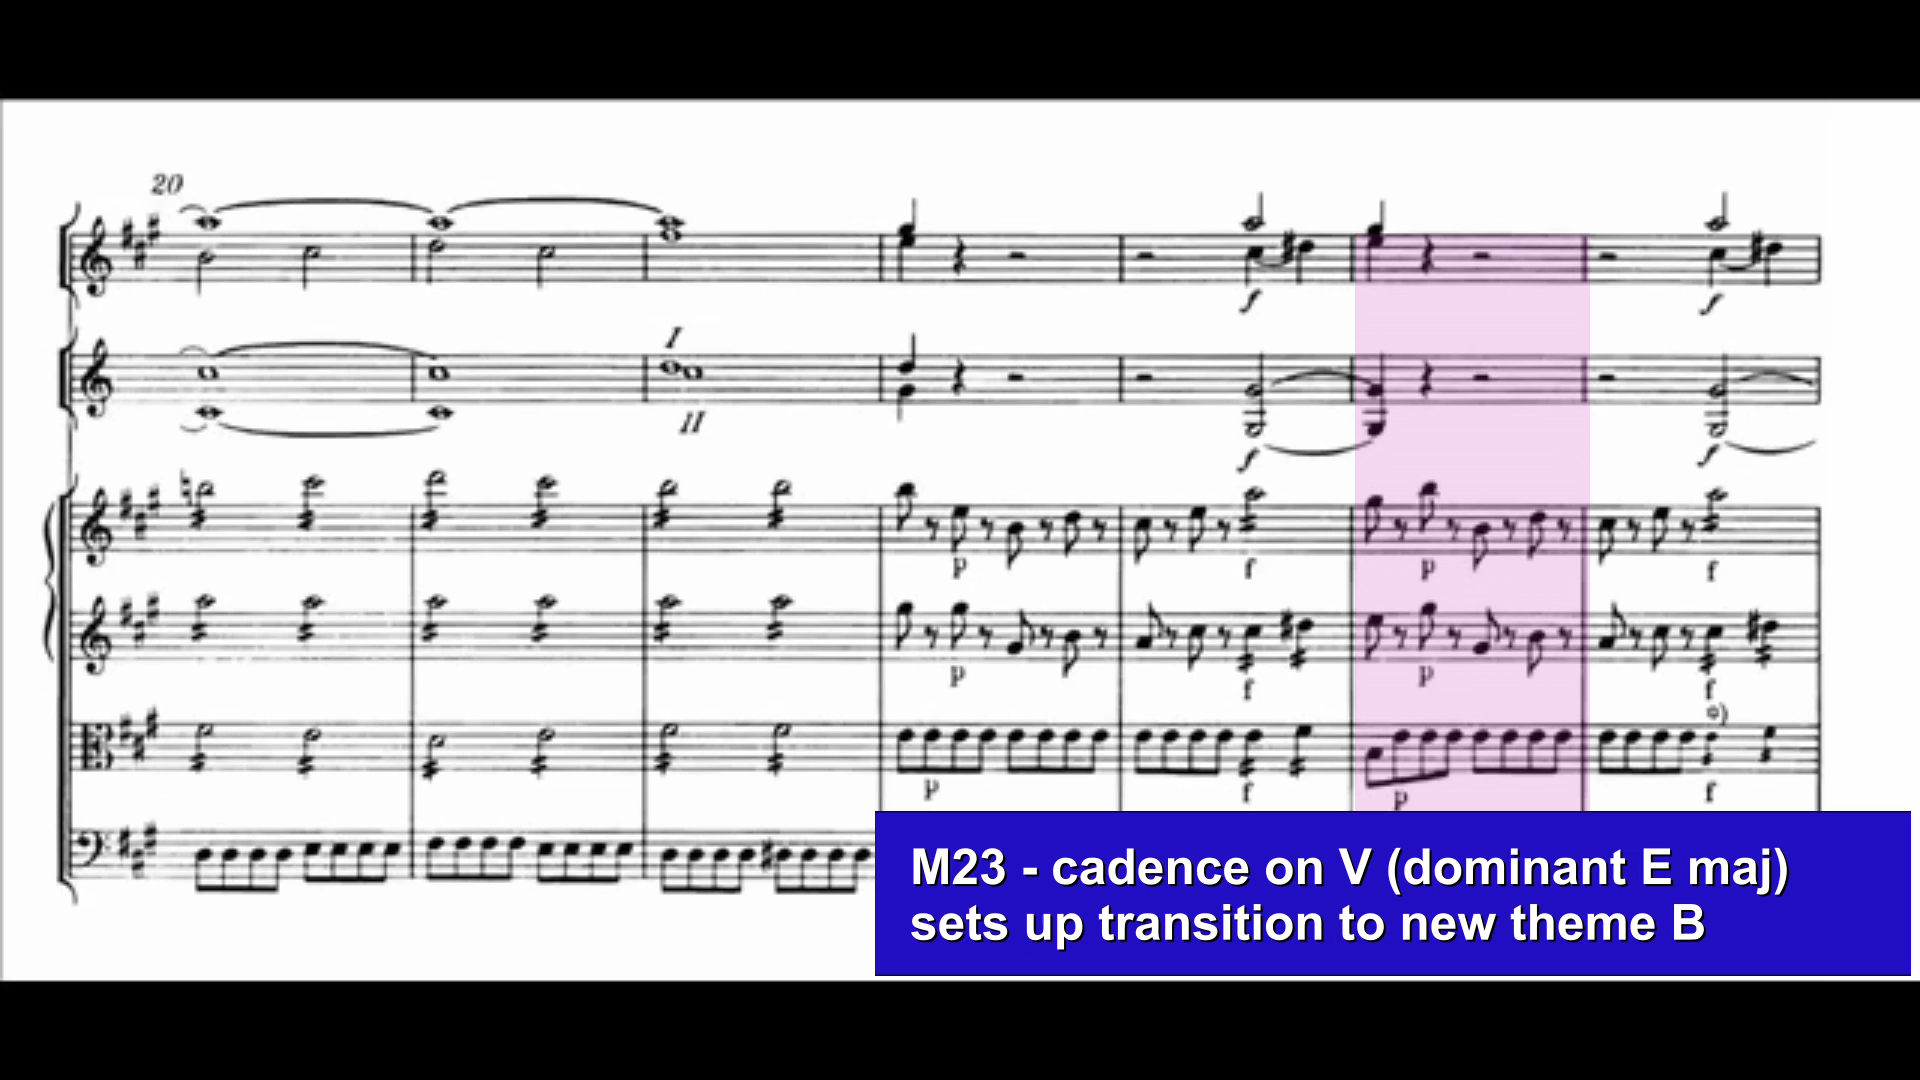 20
f f
I
II
f f
p f p f
p f p f
o)
p f p f
M23 - cadence on V (dominant E maj)
sets up transition to new theme B